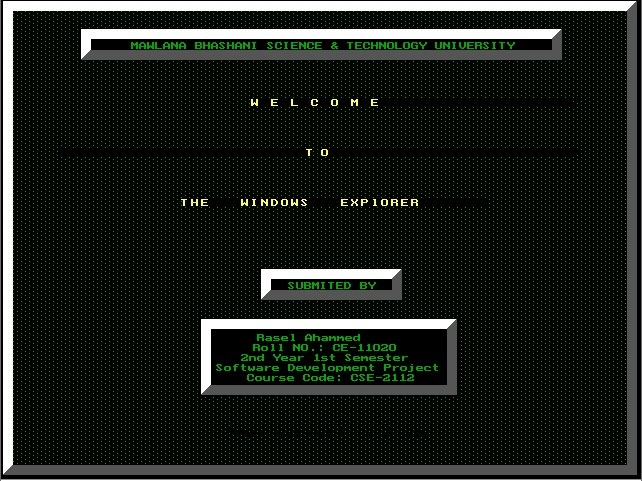 MAWLANA BHASHANI SCIENCE & TECHNOLOGY UNIVERSITY
W E L C O M E
T O
THE WINDOWS EXPLORER
SUBMITED BY
Rasel Ahammed
Roll NO.: CE-11020
2nd Year 1st Semester
Software Development Project
Course Code: CSE-2112